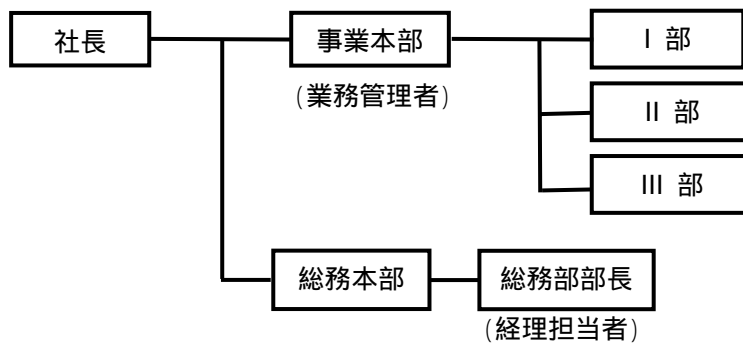 社長
事業本部
I 部
(業務管理者)
II 部
III 部
総務本部
総務部部長
(経理担当者)